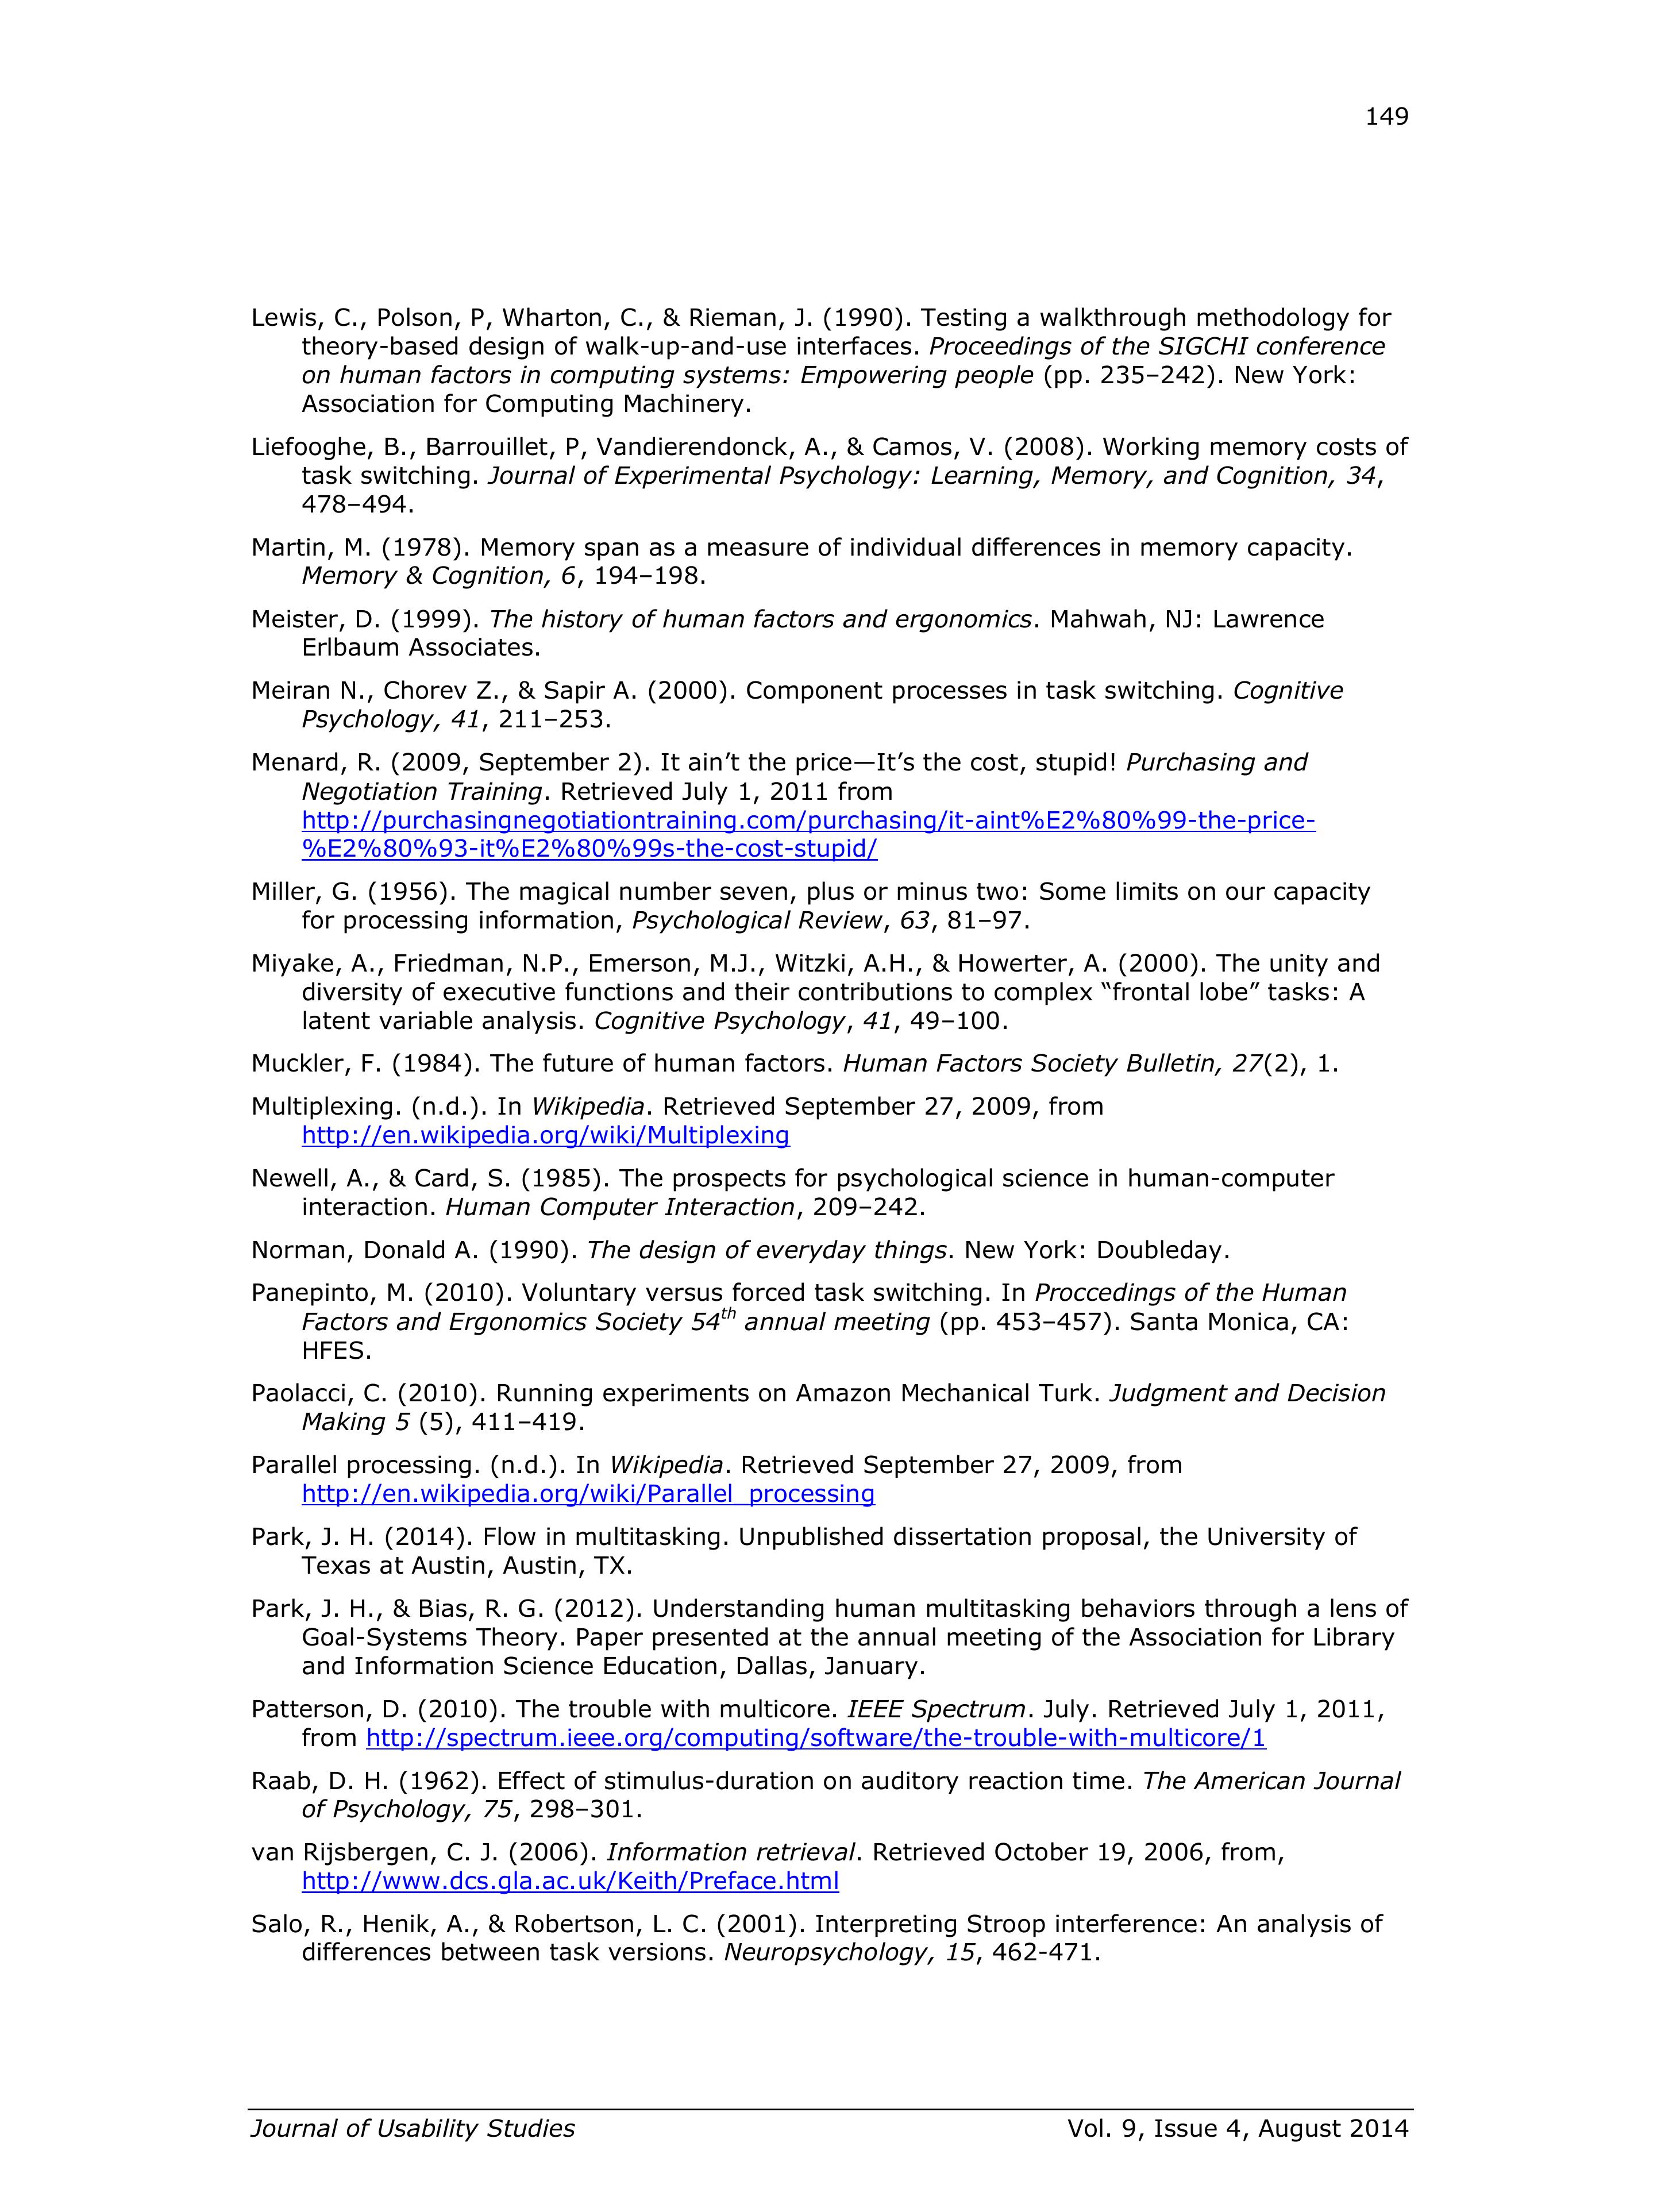 149
Lewis, C., Polson, P, Wharton, C., & Rieman, J. (1990). Testing a walkthrough methodology for
theory-based design of walk-up-and-use interfaces. Proceedings of the SIGCHI conference
on human factors in computing systems: Empowering people (pp. 235–242). New York:
Association for Computing Machinery.
Liefooghe, B., Barrouillet, P, Vandierendonck, A., & Camos, V. (2008). Working memory costs of
task switching. Journal of Experimental Psychology: Learning, Memory, and Cognition, 34,
478–494.
Martin, M. (1978). Memory span as a measure of individual differences in memory capacity.
Memory & Cognition, 6, 194–198.
Meister, D. (1999). The history of human factors and ergonomics. Mahwah, NJ: Lawrence
Erlbaum Associates.
Meiran N., Chorev Z., & Sapir A. (2000). Component processes in task switching. Cognitive
Psychology, 41, 211–253.
Menard, R. (2009, September 2). It ain’t the price—It’s the cost, stupid! Purchasing and
Negotiation Training. Retrieved July 1, 2011 from
http://purchasingnegotiationtraining.com/purchasing/it-aint%E2%80%99-the-price-
%E2%80%93-it%E2%80%99s-the-cost-stupid/
Miller, G. (1956). The magical number seven, plus or minus two: Some limits on our capacity
for processing information, Psychological Review, 63, 81–97.
Miyake, A., Friedman, N.P., Emerson, M.J., Witzki, A.H., & Howerter, A. (2000). The unity and
diversity of executive functions and their contributions to complex “frontal lobe” tasks: A
latent variable analysis. Cognitive Psychology, 41, 49–100.
Muckler, F. (1984). The future of human factors. Human Factors Society Bulletin, 27(2), 1.
Multiplexing. (n.d.). In Wikipedia. Retrieved September 27, 2009, from
http://en.wikipedia.org/wiki/Multiplexing
Newell, A., & Card, S. (1985). The prospects for psychological science in human-computer
interaction. Human Computer Interaction, 209–242.
Norman, Donald A. (1990). The design of everyday things. New York: Doubleday.
Panepinto, M. (2010). Voluntary versus forced task switching. In Proccedings of the Human
Factors and Ergonomics Society 54th annual meeting (pp. 453–457). Santa Monica, CA:
HFES.
Paolacci, C. (2010). Running experiments on Amazon Mechanical Turk. Judgment and Decision
Making 5 (5), 411–419.
Parallel processing. (n.d.). In Wikipedia. Retrieved September 27, 2009, from
http://en.wikipedia.org/wiki/Parallel_processing
Park, J. H. (2014). Flow in multitasking. Unpublished dissertation proposal, the University of
Texas at Austin, Austin, TX.
Park, J. H., & Bias, R. G. (2012). Understanding human multitasking behaviors through a lens of
Goal-Systems Theory. Paper presented at the annual meeting of the Association for Library
and Information Science Education, Dallas, January.
Patterson, D. (2010). The trouble with multicore. IEEE Spectrum. July. Retrieved July 1, 2011,
from http://spectrum.ieee.org/computing/software/the-trouble-with-multicore/1
Raab, D. H. (1962). Effect of stimulus-duration on auditory reaction time. The American Journal
of Psychology, 75, 298–301.
van Rijsbergen, C. J. (2006). Information retrieval. Retrieved October 19, 2006, from,
http://www.dcs.gla.ac.uk/Keith/Preface.html
Salo, R., Henik, A., & Robertson, L. C. (2001). Interpreting Stroop interference: An analysis of
differences between task versions. Neuropsychology, 15, 462-471.
Journal of Usability Studies Vol. 9, Issue 4, August 2014